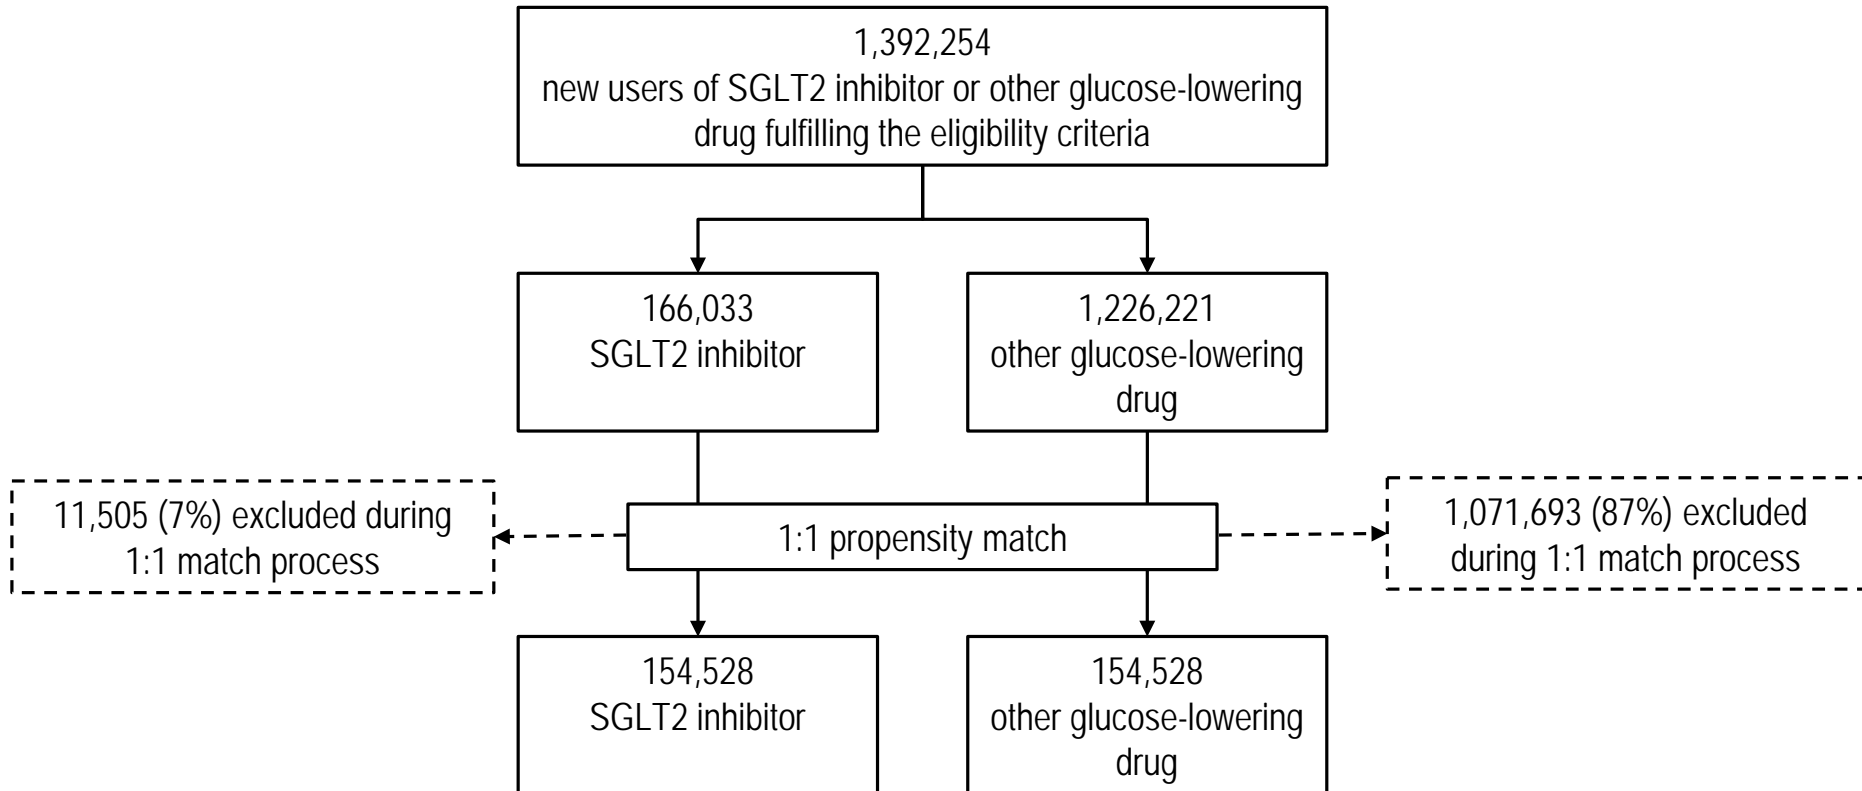 1,392,254
new users of SGLT2 inhibitor or other glucose-lowering
drug fulfilling the eligibility criteria
166,033
SGLT2 inhibitor
1,226,221
other glucose-lowering
drug
11,505 (7%) excluded during
1:1 match process
1:1 propensity match
1,071,693 (87%) excluded
during 1:1 match process
154,528
SGLT2 inhibitor
154,528
other glucose-lowering
drug